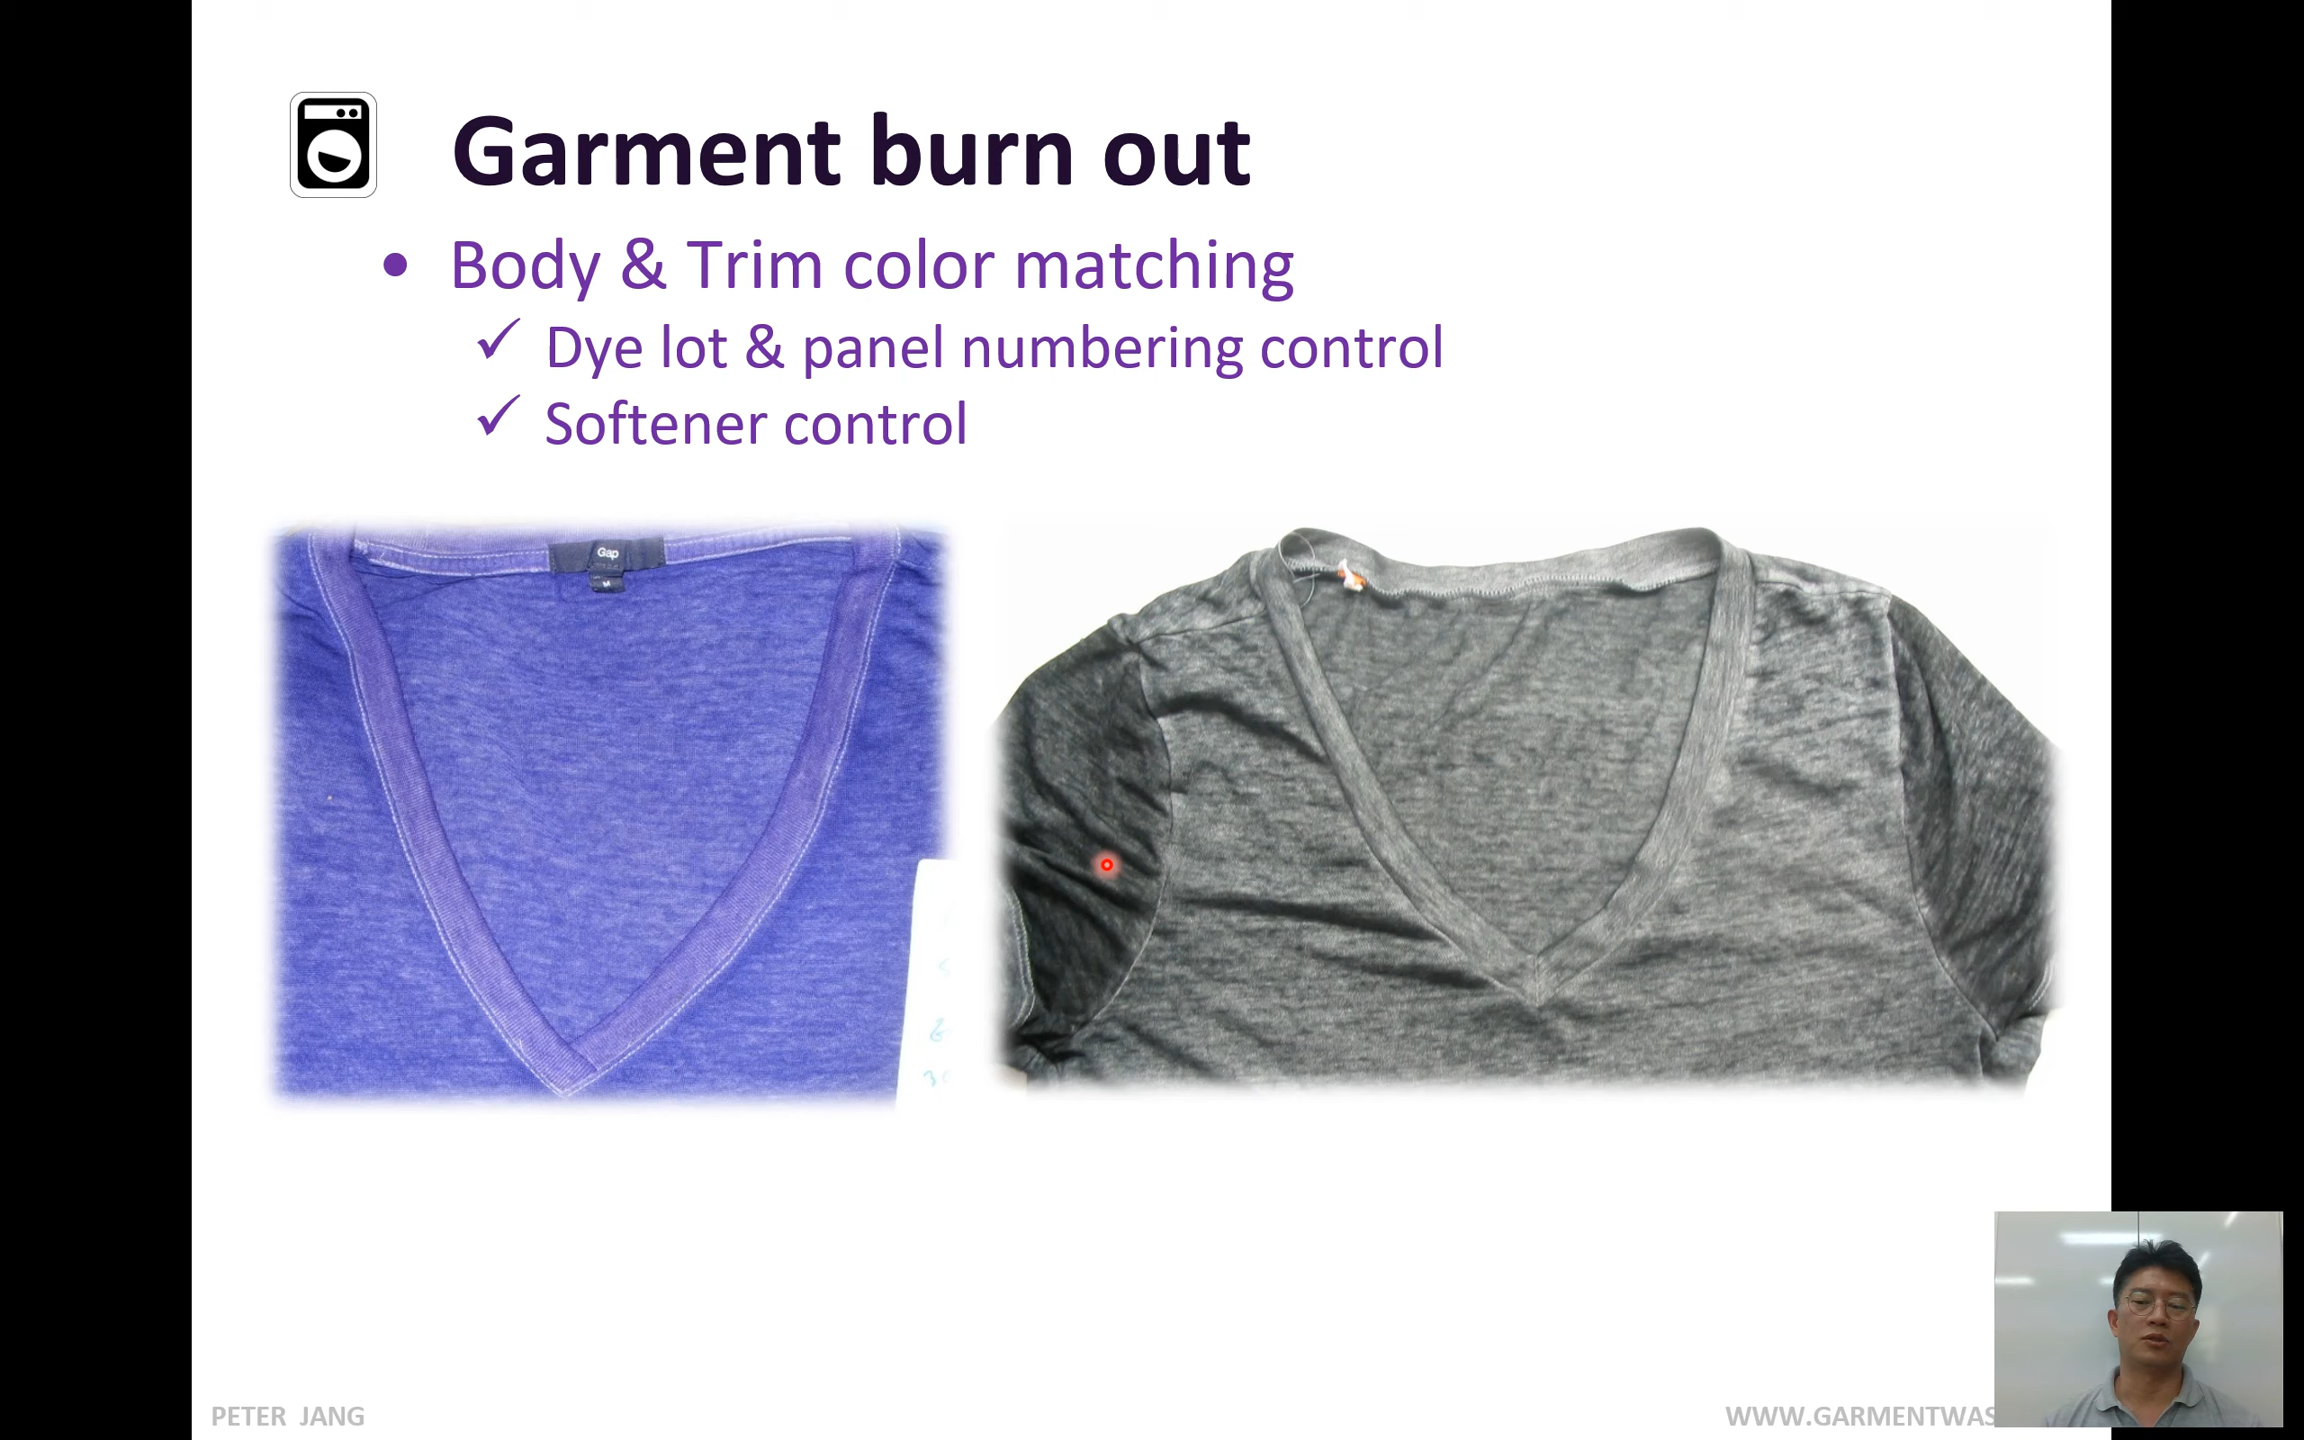 Garment burn out
• Body & Trim color matching
✓ Dye lot & panel numbering control
✓ Softener control
Gap
M
PETER JANG
WWW.GARMENTWAS